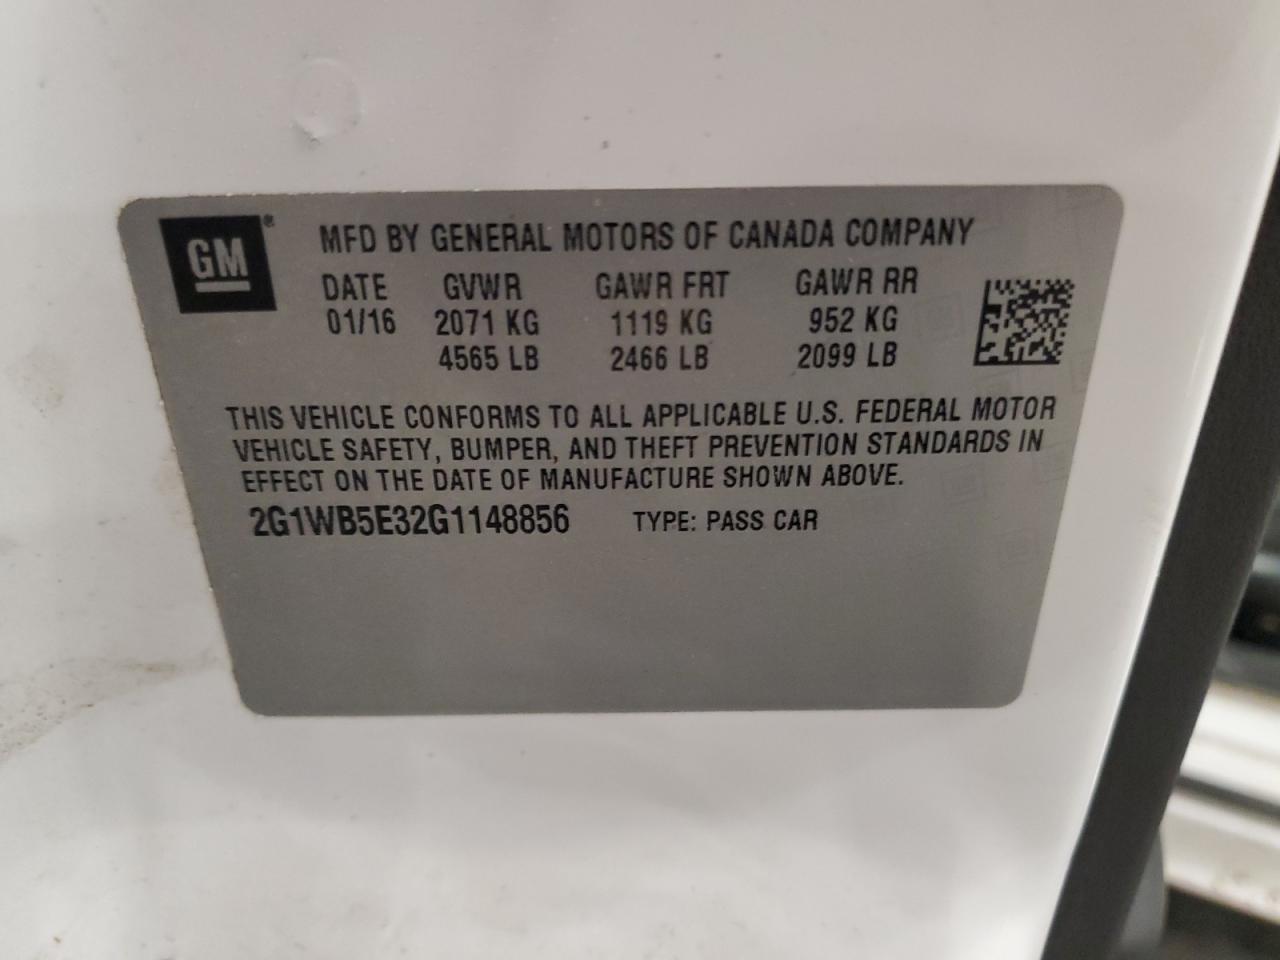 GM®
MFD BY GENERAL MOTORS OF CANADA COMPANY
DATE GVWR GAWR FRT GAWR RR
01/16 2071 KG 1119 KG 952 KG
4565 LB 2466 LB 2099 LB
THIS VEHICLE CONFORMS TO ALL APPLICABLE U.S. FEDERAL MOTOR
VEHICLE SAFETY, BUMPER, AND THEFT PREVENTION STANDARDS IN
EFFECT ON THE DATE OF MANUFACTURE SHOWN ABOVE.
2G1WB5E32G1148856 TYPE: PASS CAR